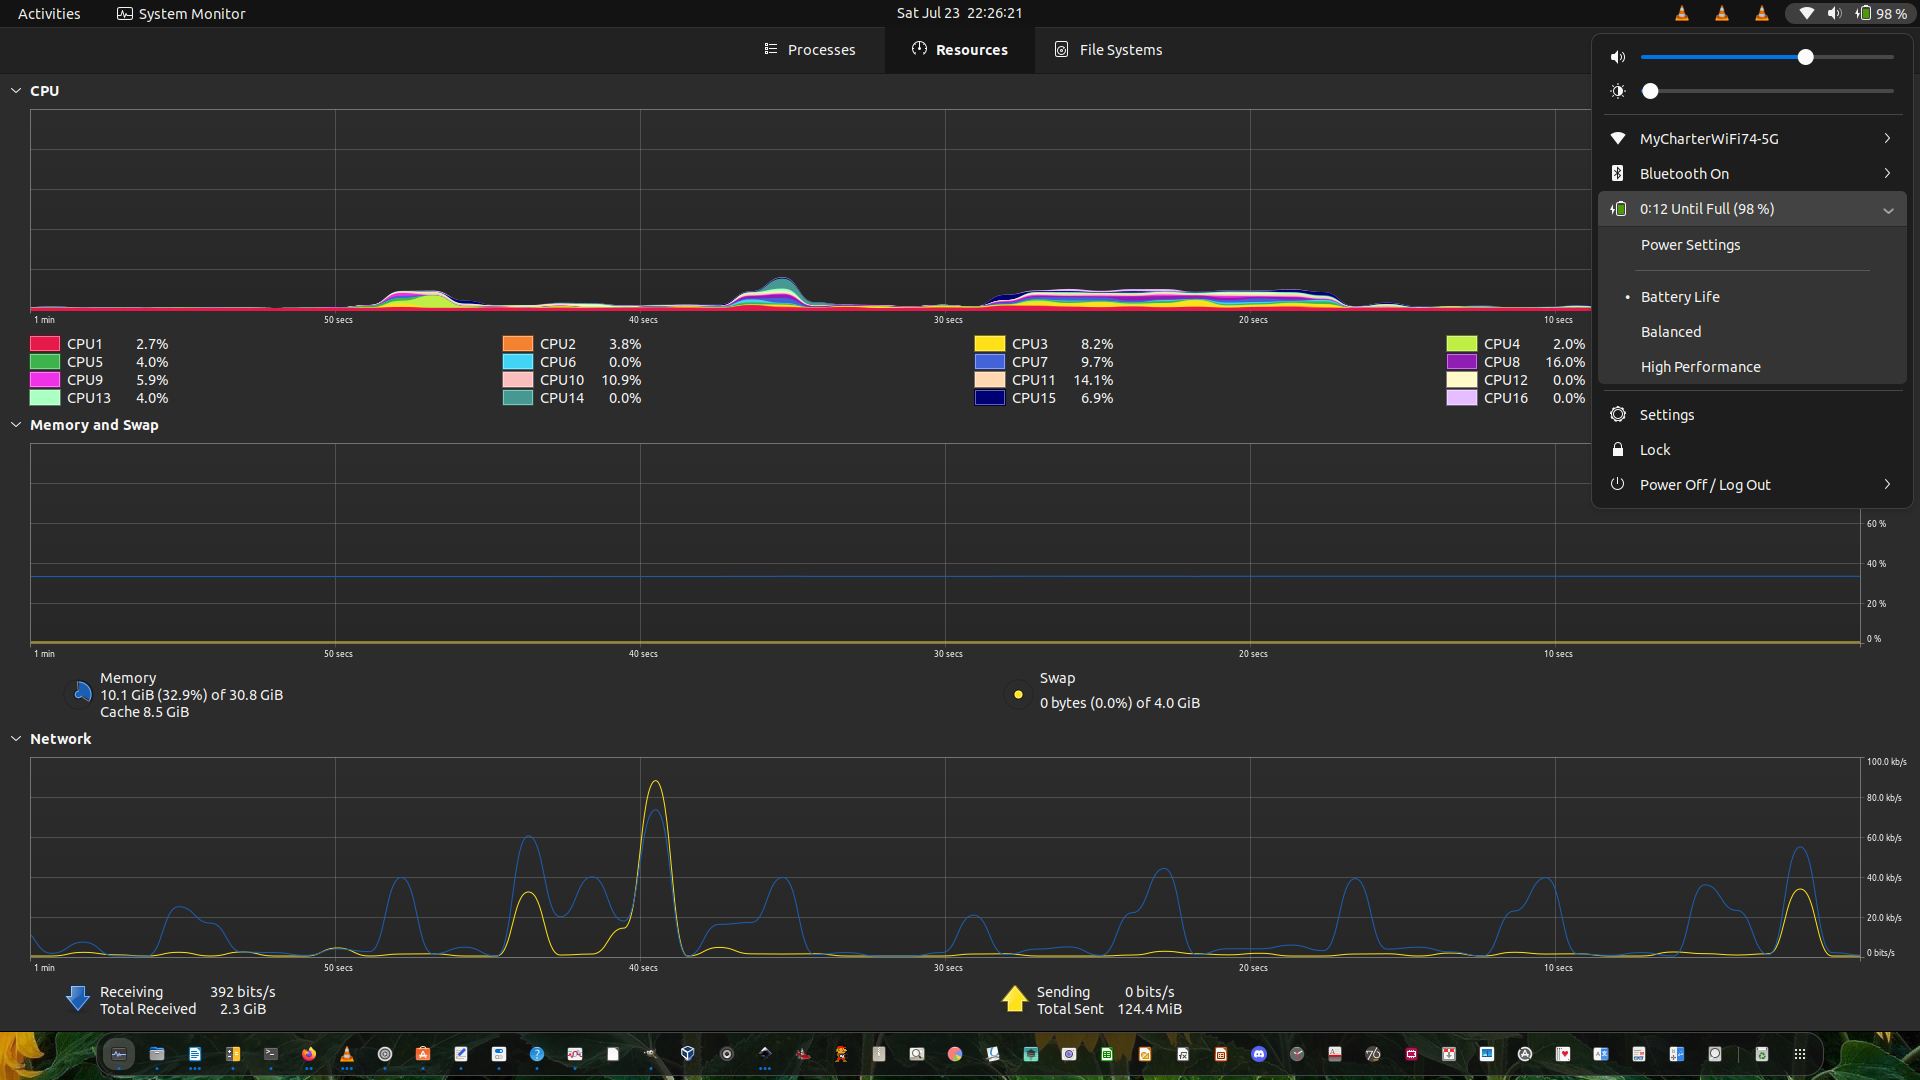 Activities
System Monitor
Sat Jul 23 22:26:21
98 %
Processes
Resources
File Systems
CPU
1 min 50 secs 40 secs 30 secs 20 secs 10 secs
CPU1 2.7% CPU2 3.8% CPU3 8.2% CPU4 2.0%
CPU5 4.0% CPU6 0.0% CPU7 9.7% CPU8 16.0%
CPU9 5.9% CPU10 10.9% CPU11 14.1% CPU12 0.0%
CPU13 4.0% CPU14 0.0% CPU15 6.9% CPU16 0.0%
MyCharterWiFi74-5G
Bluetooth On
0:12 Until Full (98 %)
Power Settings
• Battery Life
Balanced
High Performance
Settings
Lock
Power Off / Log Out
Memory and Swap
60 %
40 %
20 %
0 %
1 min 50 secs 40 secs 30 secs 20 secs 10 secs
Memory
10.1 GiB (32.9%) of 30.8 GiB
Cache 8.5 GiB
Swap
0 bytes (0.0%) of 4.0 GiB
Network
100.0 kb/s
80.0 kb/s
60.0 kb/s
40.0 kb/s
20.0 kb/s
0 bits/s
1 min 50 secs 40 secs 30 secs 20 secs 10 secs
Receiving 392 bits/s
Total Received 2.3 GiB
Sending 0 bits/s
Total Sent 124.4 MiB
76